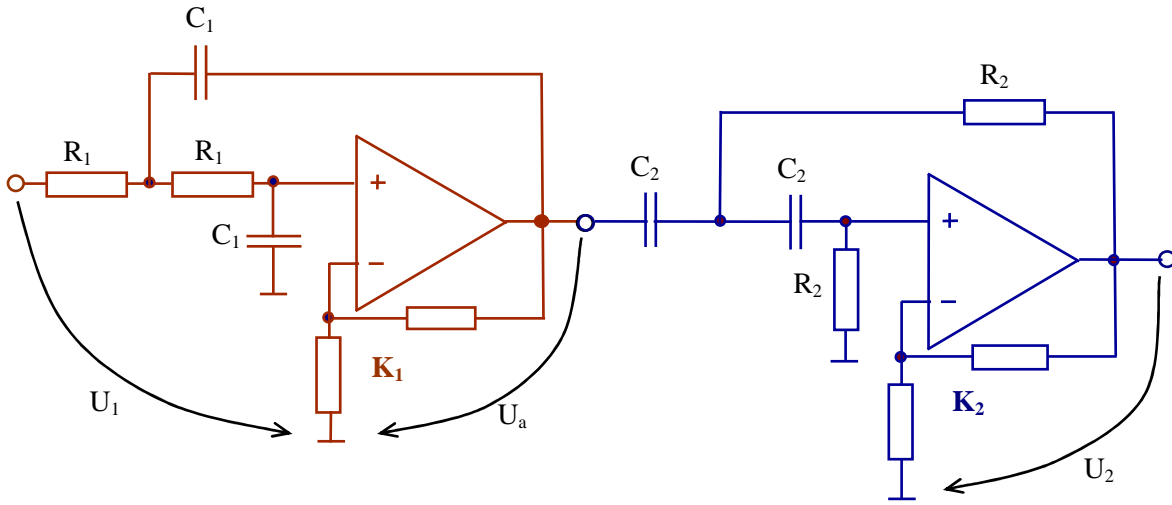 C₁
R₁
R₁
C₁
+
−
K₁
U₁
Uₐ
C₂
C₂
R₂
R₂
+
−
K₂
U₂